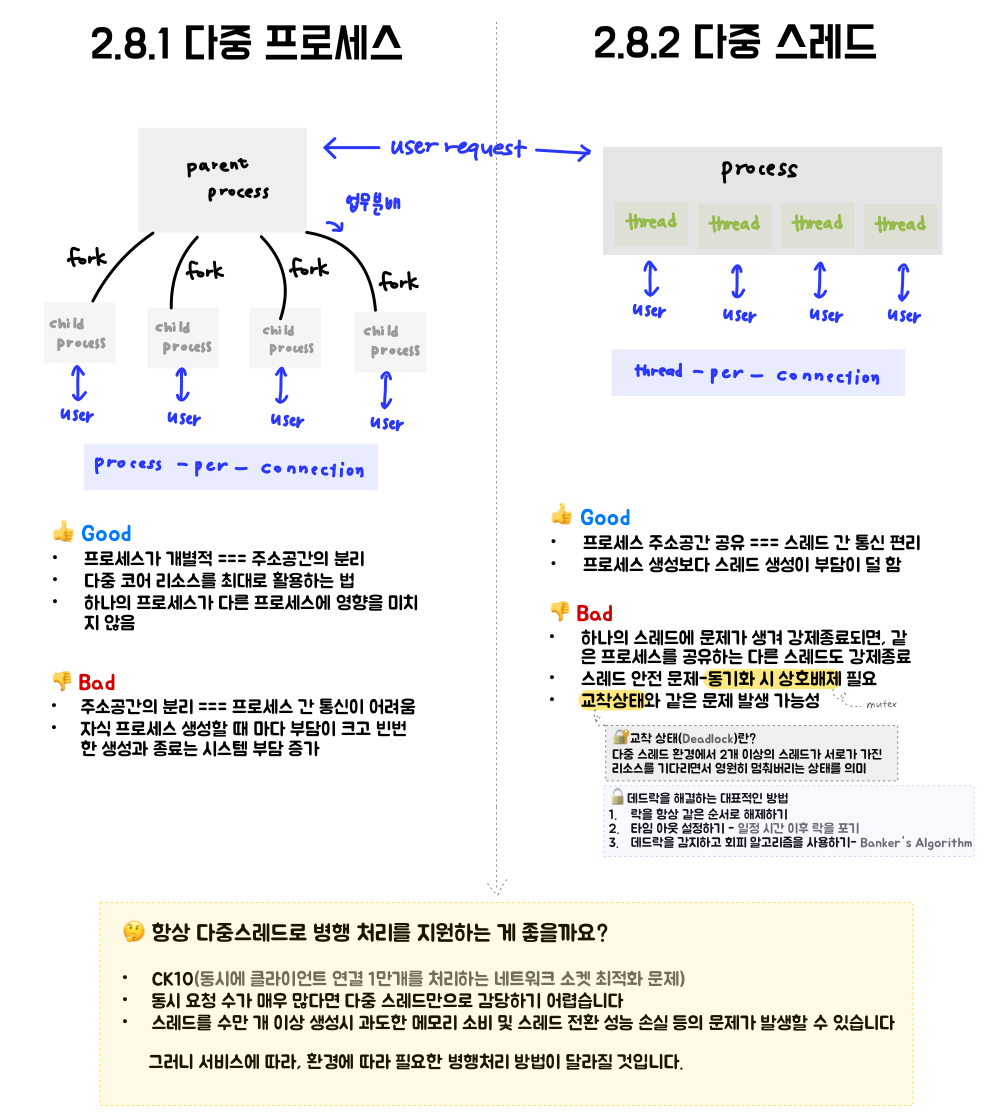 2.8.1 다중 프로세스
parent
process
업무분배
fork
fork
fork
fork
child
process
child
process
child
process
child
process
user
user
user
user
process - per - connection
👍 Good
• 프로세스가 개별적 === 주소공간의 분리
• 다중 코어 리소스를 최대로 활용하는 법
• 하나의 프로세스가 다른 프로세스에 영향을 미치
지 않음
👎 Bad
• 주소공간의 분리 === 프로세스 간 통신이 어려움
• 자식 프로세스 생성할 때 마다 부담이 크고 빈번
한 생성과 종료는 시스템 부담 증가
user request
2.8.2 다중 스레드
process
thread
thread
thread
thread
user
user
user
user
thread - per - connection
👍 Good
• 프로세스 주소공간 공유 === 스레드 간 통신 편리
• 프로세스 생성보다 스레드 생성이 부담이 덜 함
👎 Bad
• 하나의 스레드에 문제가 생겨 강제종료되면, 같
은 프로세스를 공유하는 다른 스레드도 강제종료
• 스레드 안전 문제-동기화 시 상호배제 필요
• 교착상태와 같은 문제 발생 가능성
mutex
🔐교착 상태(Deadlock)란?
다중 스레드 환경에서 2개 이상의 스레드가 서로가 가진
리소스를 기다리면서 영원히 멈춰버리는 상태를 의미
🔒데드락을 해결하는 대표적인 방법
1. 락을 항상 같은 순서로 해제하기
2. 타임 아웃 설정하기 - 일정 시간 이후 락을 포기
3. 데드락을 감지하고 회피 알고리즘을 사용하기- Banker's Algorithm
🤔 항상 다중스레드로 병행 처리를 지원하는 게 좋을까요?
• CK10(동시에 클라이언트 연결 1만개를 처리하는 네트워크 소켓 최적화 문제)
• 동시 요청 수가 매우 많다면 다중 스레드만으로 감당하기 어렵습니다
• 스레드를 수만 개 이상 생성시 과도한 메모리 소비 및 스레드 전환 성능 손실 등의 문제가 발생할 수 있습니다
그러니 서비스에 따라, 환경에 따라 필요한 병행처리 방법이 달라질 것입니다.